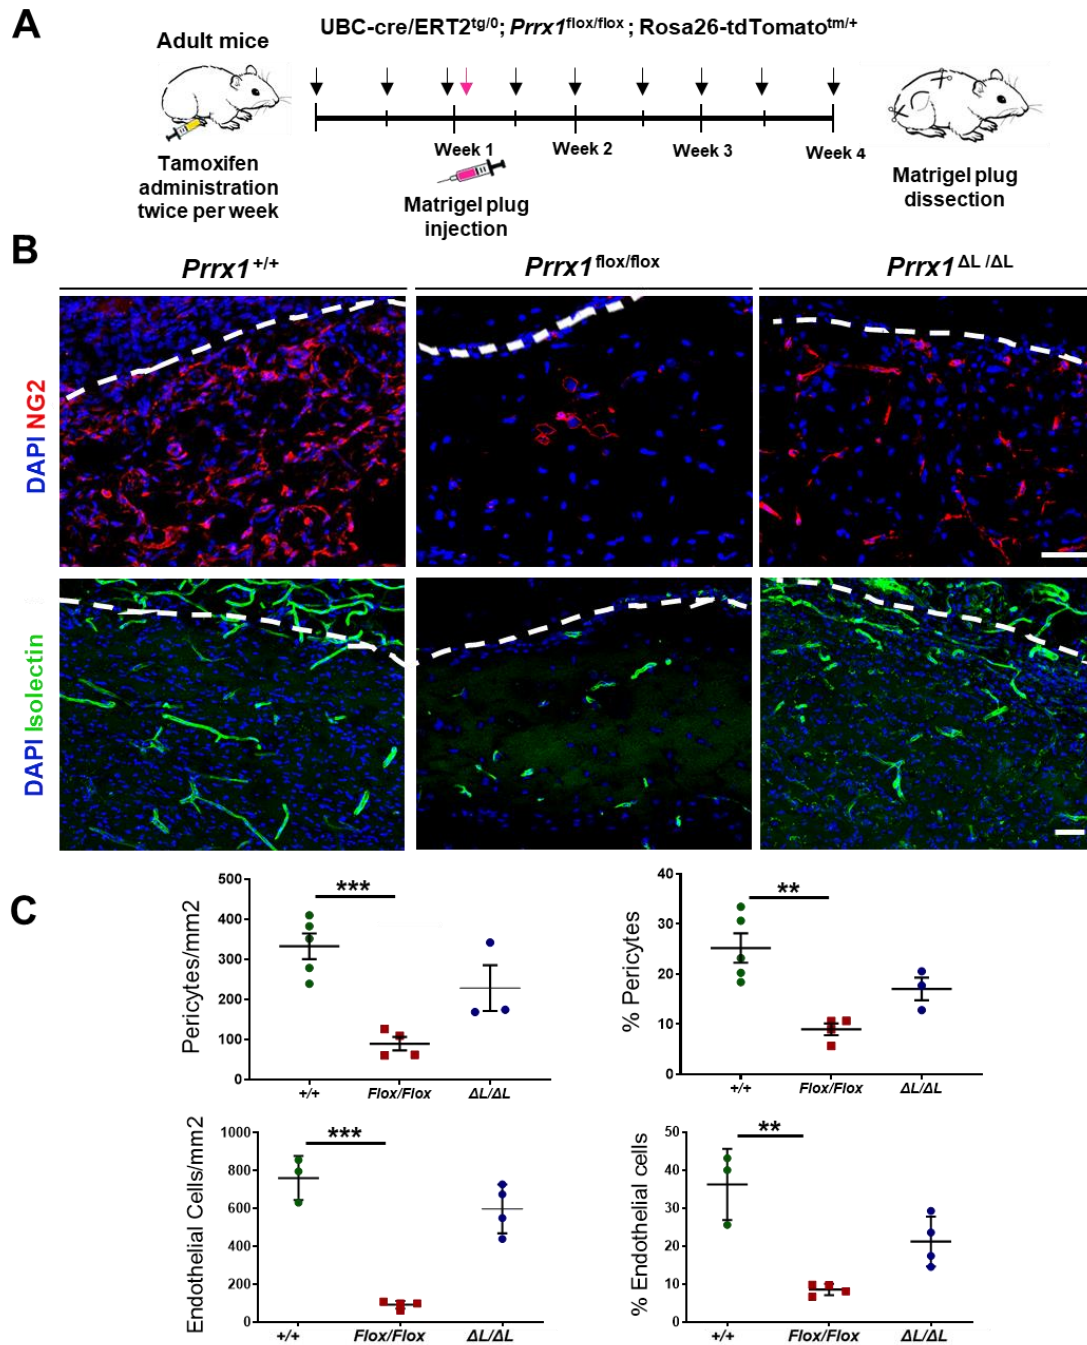 A
UBC-cre/ERT2tg/0; Prrx1flox/flox ; Rosa26-tdTomatotm/+
Adult mice
Tamoxifen
administration
twice per week
Week 1
Week 2
Week 3
Week 4
Matrigel plug
injection
Matrigel plug
dissection
B
Prrx1+/+
Prrx1flox/flox
Prrx1ΔL /ΔL
DAPI NG2
DAPI Isolectin
C
Pericytes/mm2
500
400
300
200
100
0
***
+/+
Flox/Flox
ΔL/ΔL
% Pericytes
40
30
20
10
0
**
+/+
Flox/Flox
ΔL/ΔL
Endothelial Cells/mm2
1000
800
600
400
200
0
***
+/+
Flox/Flox
ΔL/ΔL
% Endothelial cells
50
40
30
20
10
0
**
+/+
Flox/Flox
ΔL/ΔL